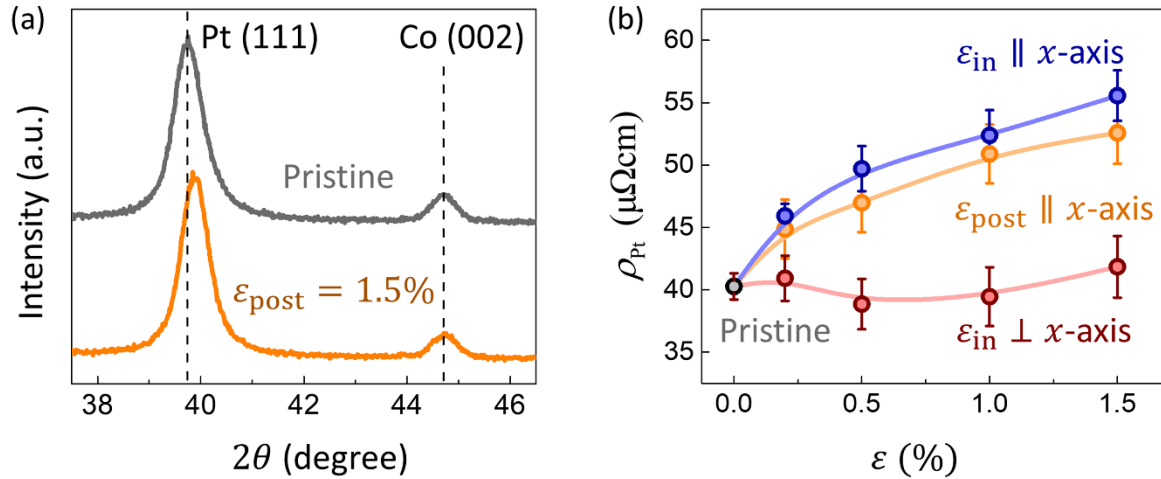 (a)
Pt (111)
Co (002)
Pristine
εpost = 1.5%
Intensity (a.u.)
38 40 42 44 46
2θ (degree)
(b)
60
55
50
45
40
35
ρPt (μΩcm)
εin ∥ x-axis
εpost ∥ x-axis
Pristine
εin ⊥ x-axis
0.0 0.5 1.0 1.5
ε (%)